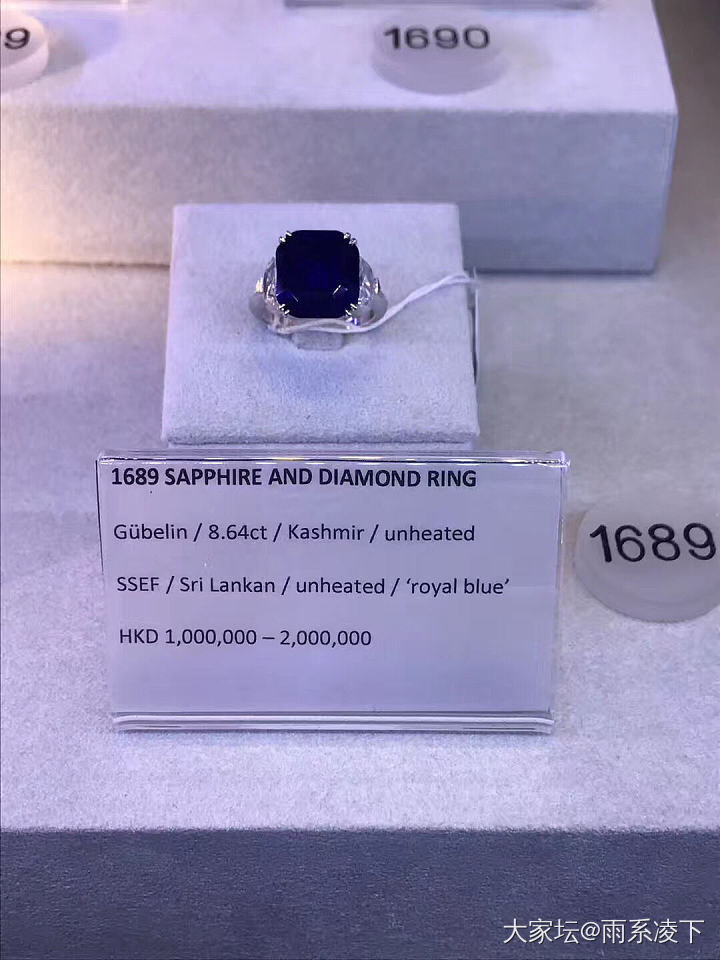 9
1690
1689 SAPPHIRE AND DIAMOND RING
Gübelin / 8.64ct / Kashmir / unheated
1689
SSEF / Sri Lankan / unheated / ‘royal blue’
HKD 1,000,000 – 2,000,000
大家坛@雨系凌下